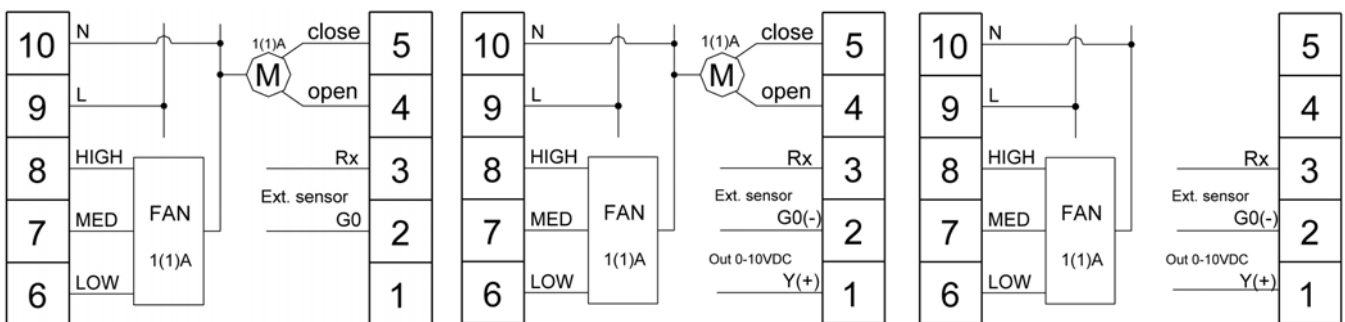 10 N 1(1)A close 5
M
9 L open 4
8 HIGH Rx 3
Ext. sensor
7 MED FAN G0 2
1(1)A
6 LOW 1
10 N 1(1)A close 5
M
9 L open 4
8 HIGH Rx 3
Ext. sensor
7 MED FAN G0(-) 2
1(1)A Out 0-10VDC
6 LOW Y(+) 1
10 N 5
9 L 4
8 HIGH Rx 3
Ext. sensor
7 MED FAN G0(-) 2
1(1)A Out 0-10VDC
6 LOW Y(+) 1